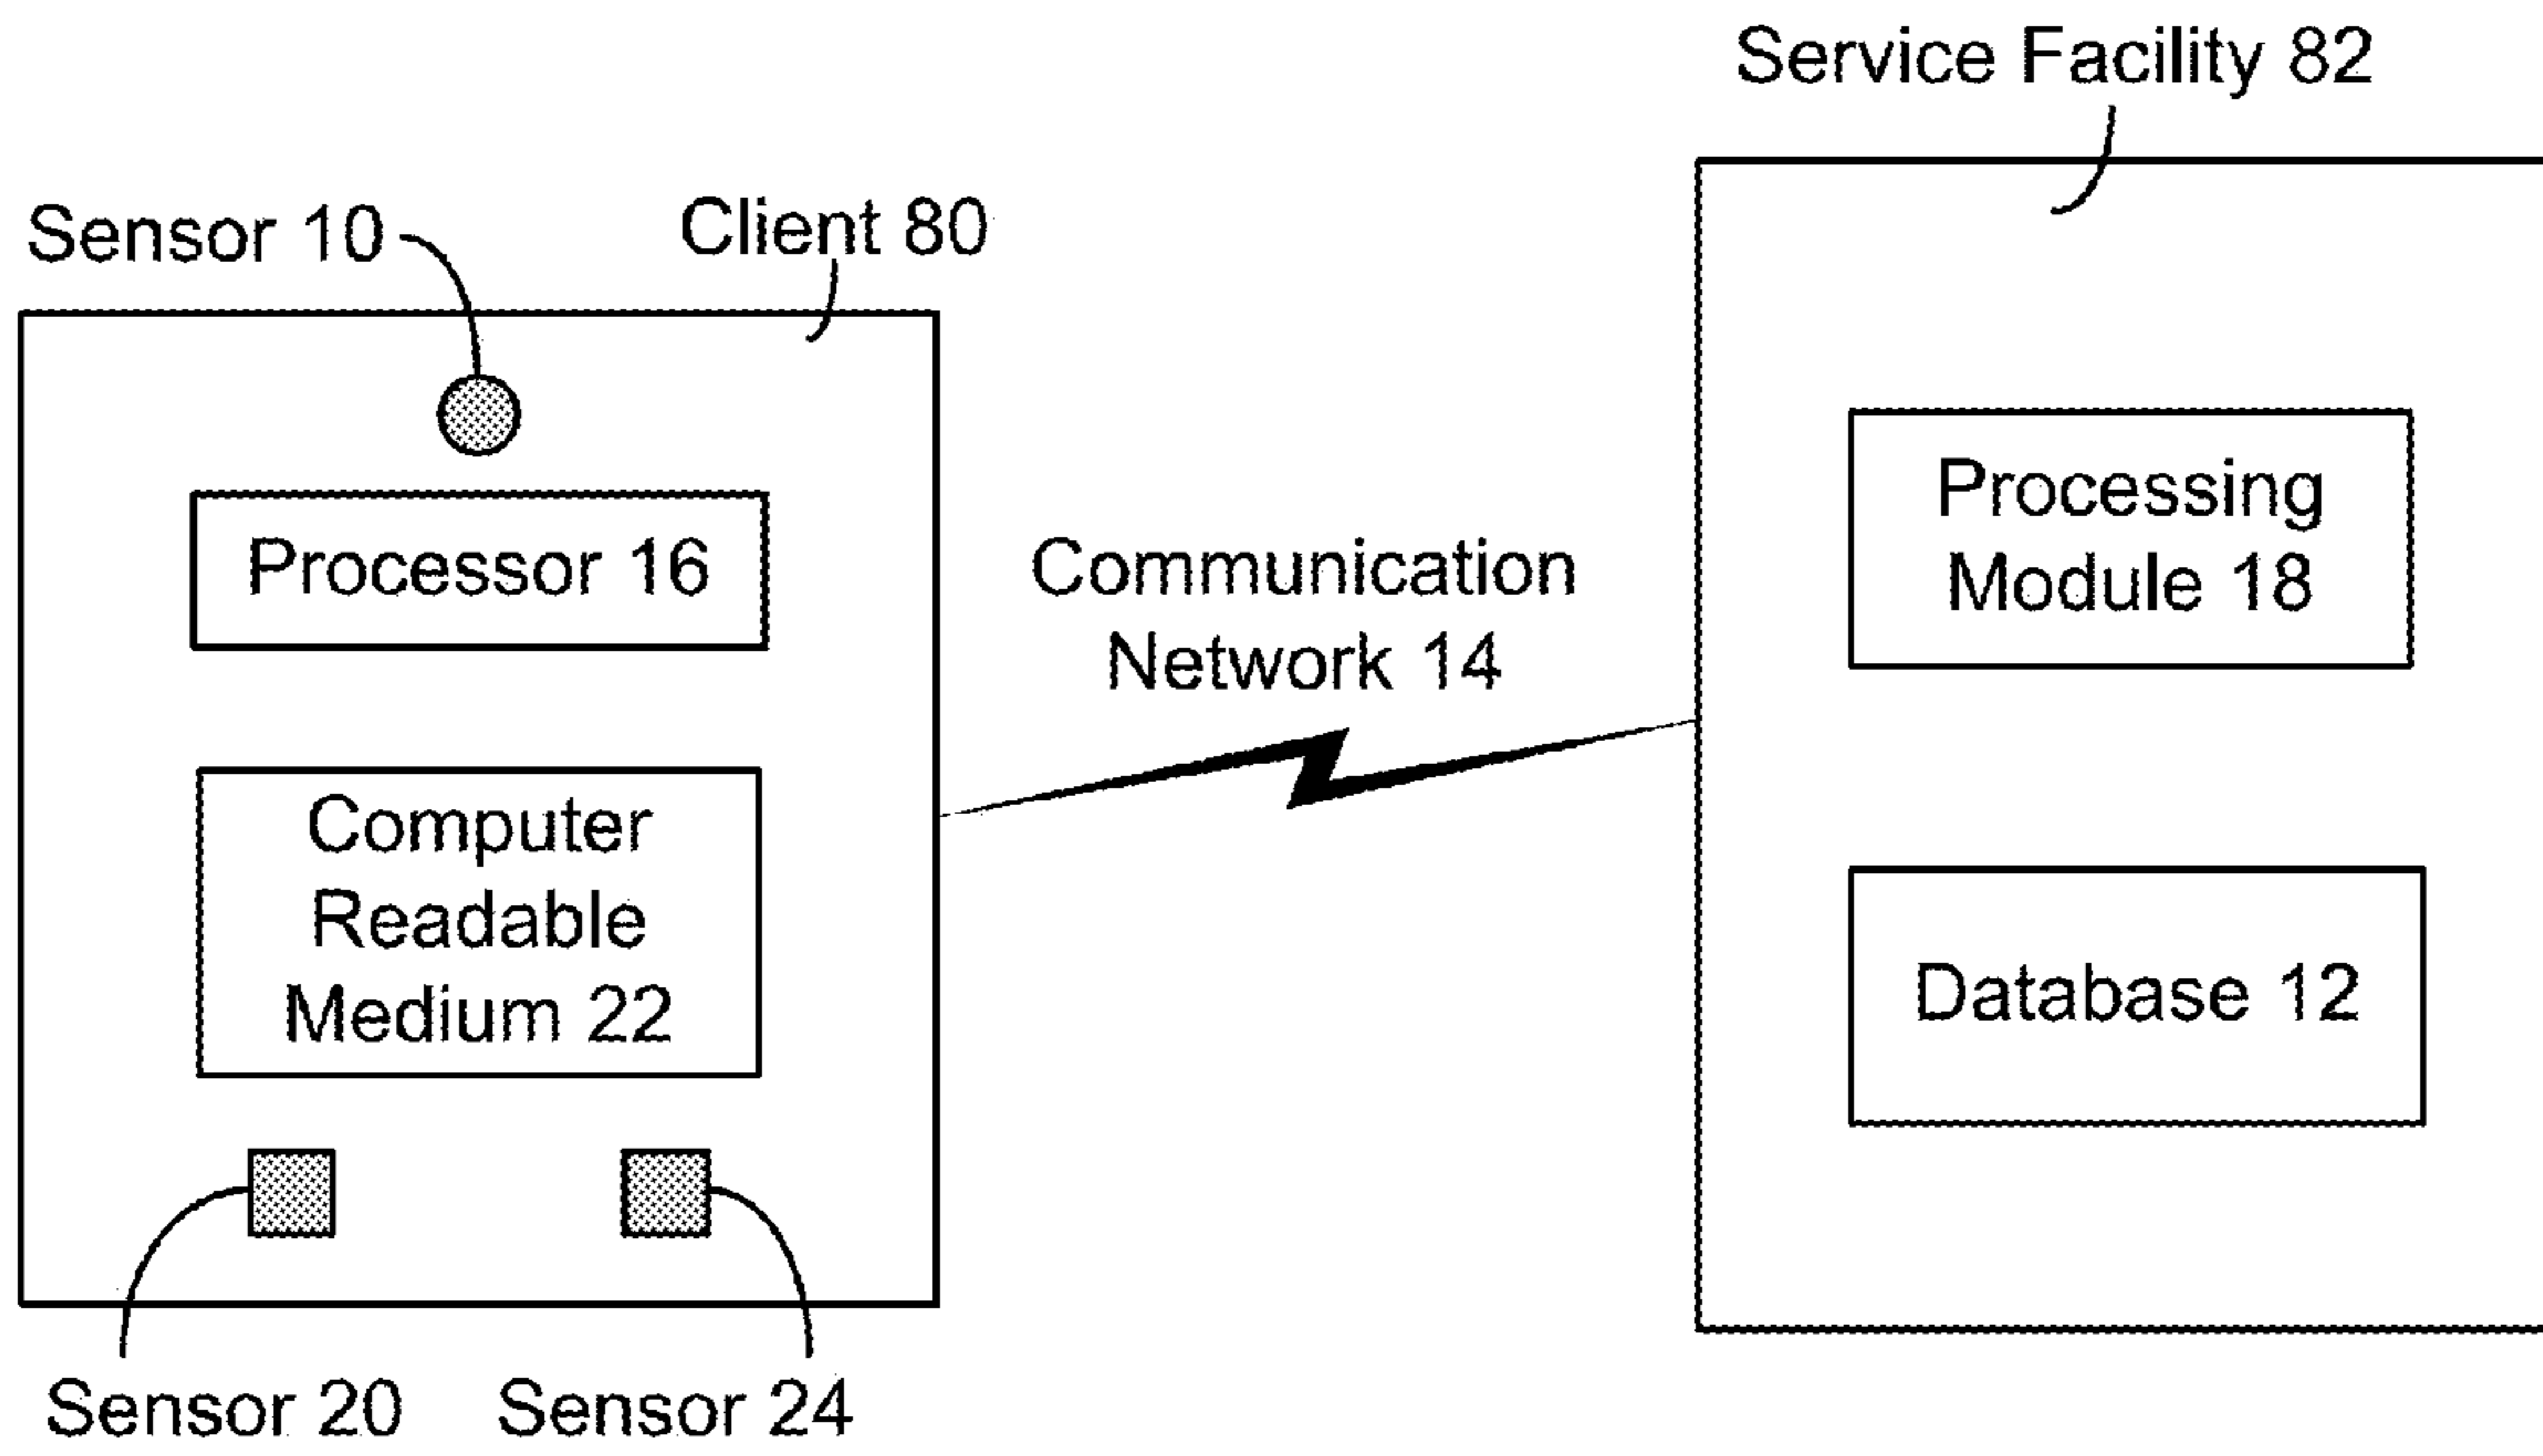 Service Facility 82
Sensor 10
Client 80
Processor 16
Computer
Readable
Medium 22
Sensor 20
Sensor 24
Communication
Network 14
Processing
Module 18
Database 12